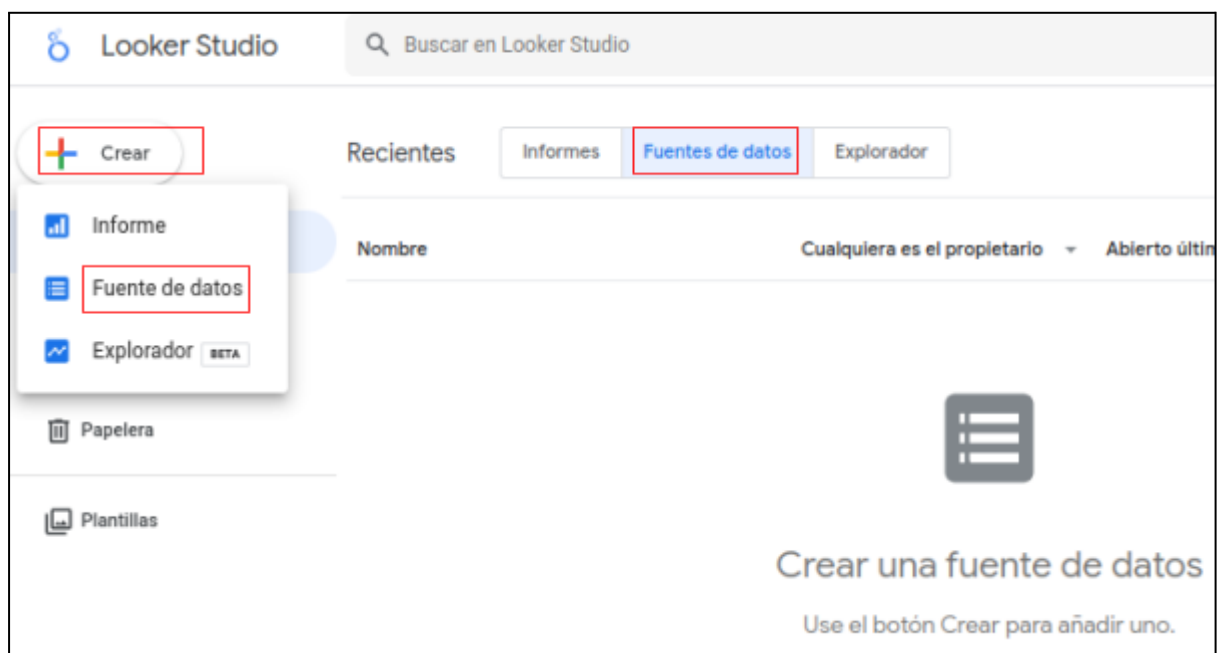 Looker Studio
Buscar en Looker Studio
Crear
Recientes
Informes
Fuentes de datos
Explorador
Informe
Fuente de datos
Explorador BETA
Papelera
Plantillas
Nombre
Cualquiera es el propietario
Abierto últim
Crear una fuente de datos
Use el botón Crear para añadir uno.